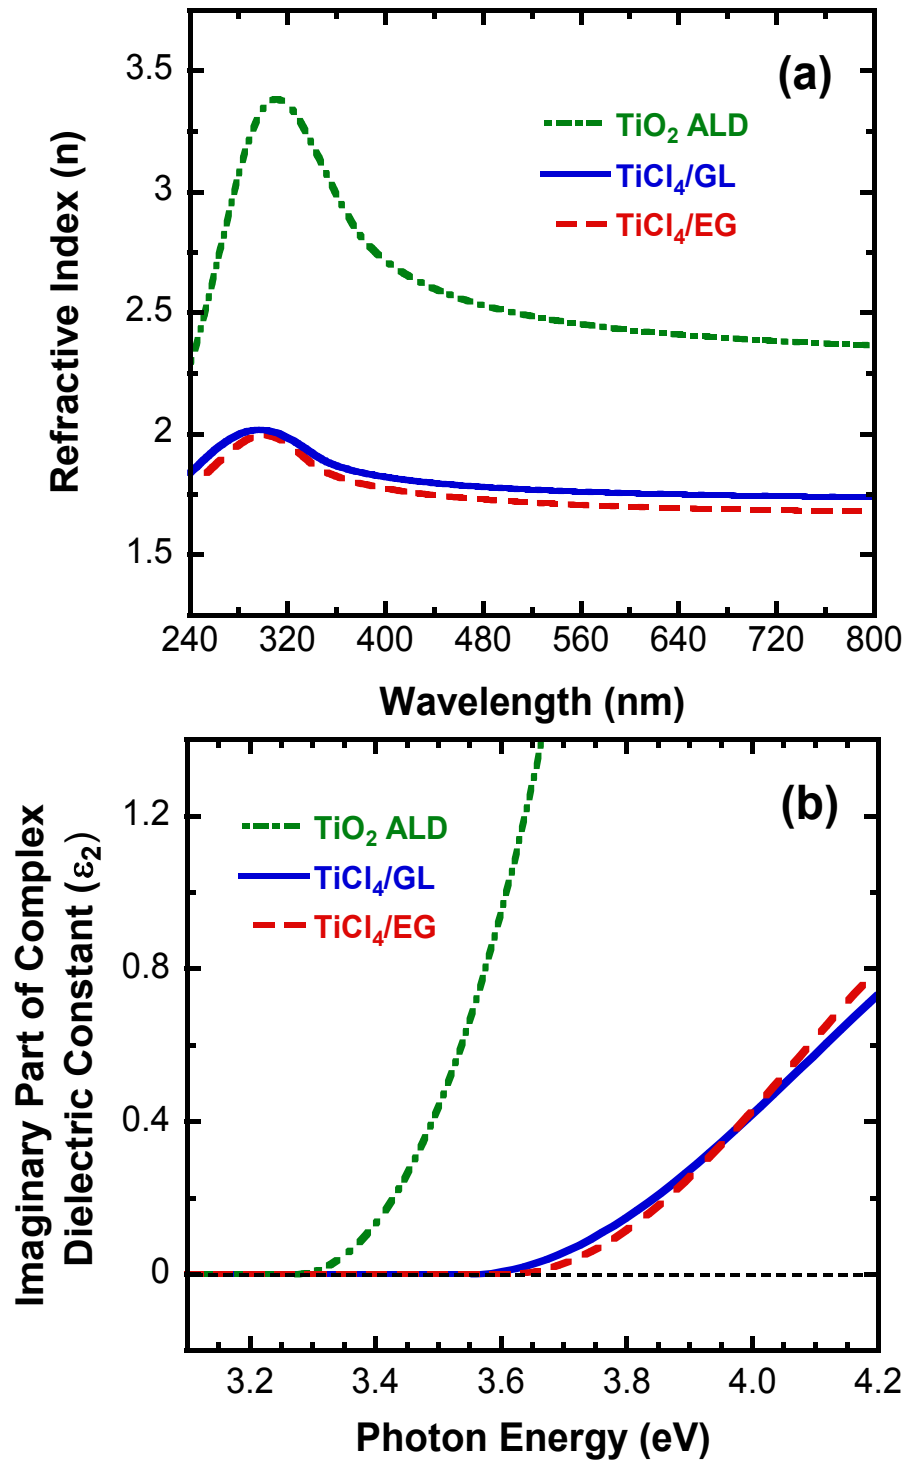 (a)
3.5
3
2.5
2
1.5
Refractive Index (n)
TiO₂ ALD
TiCl₄/GL
TiCl₄/EG
240 320 400 480 560 640 720 800
Wavelength (nm)
(b)
1.2
0.8
0.4
0
Imaginary Part of Complex
Dielectric Constant (ε₂)
TiO₂ ALD
TiCl₄/GL
TiCl₄/EG
3.2 3.4 3.6 3.8 4.0 4.2
Photon Energy (eV)